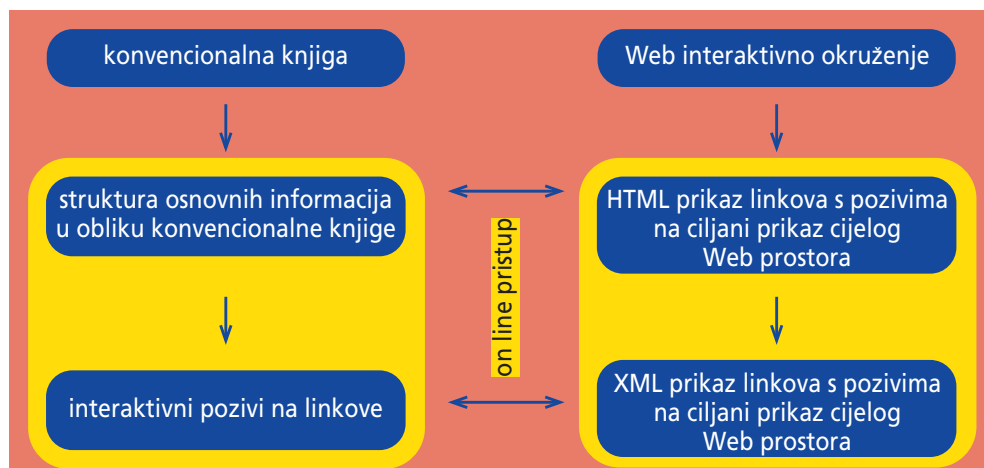 konvencionalna knjiga
Web interaktivno okruženje
struktura osnovnih informacija
u obliku konvencionalne knjige
HTML prikaz linkova s pozivima
na ciljani prikaz cijelog
Web prostora
on line pristup
interaktivni pozivi na linkove
XML prikaz linkova s pozivima
na ciljani prikaz cijelog
Web prostora